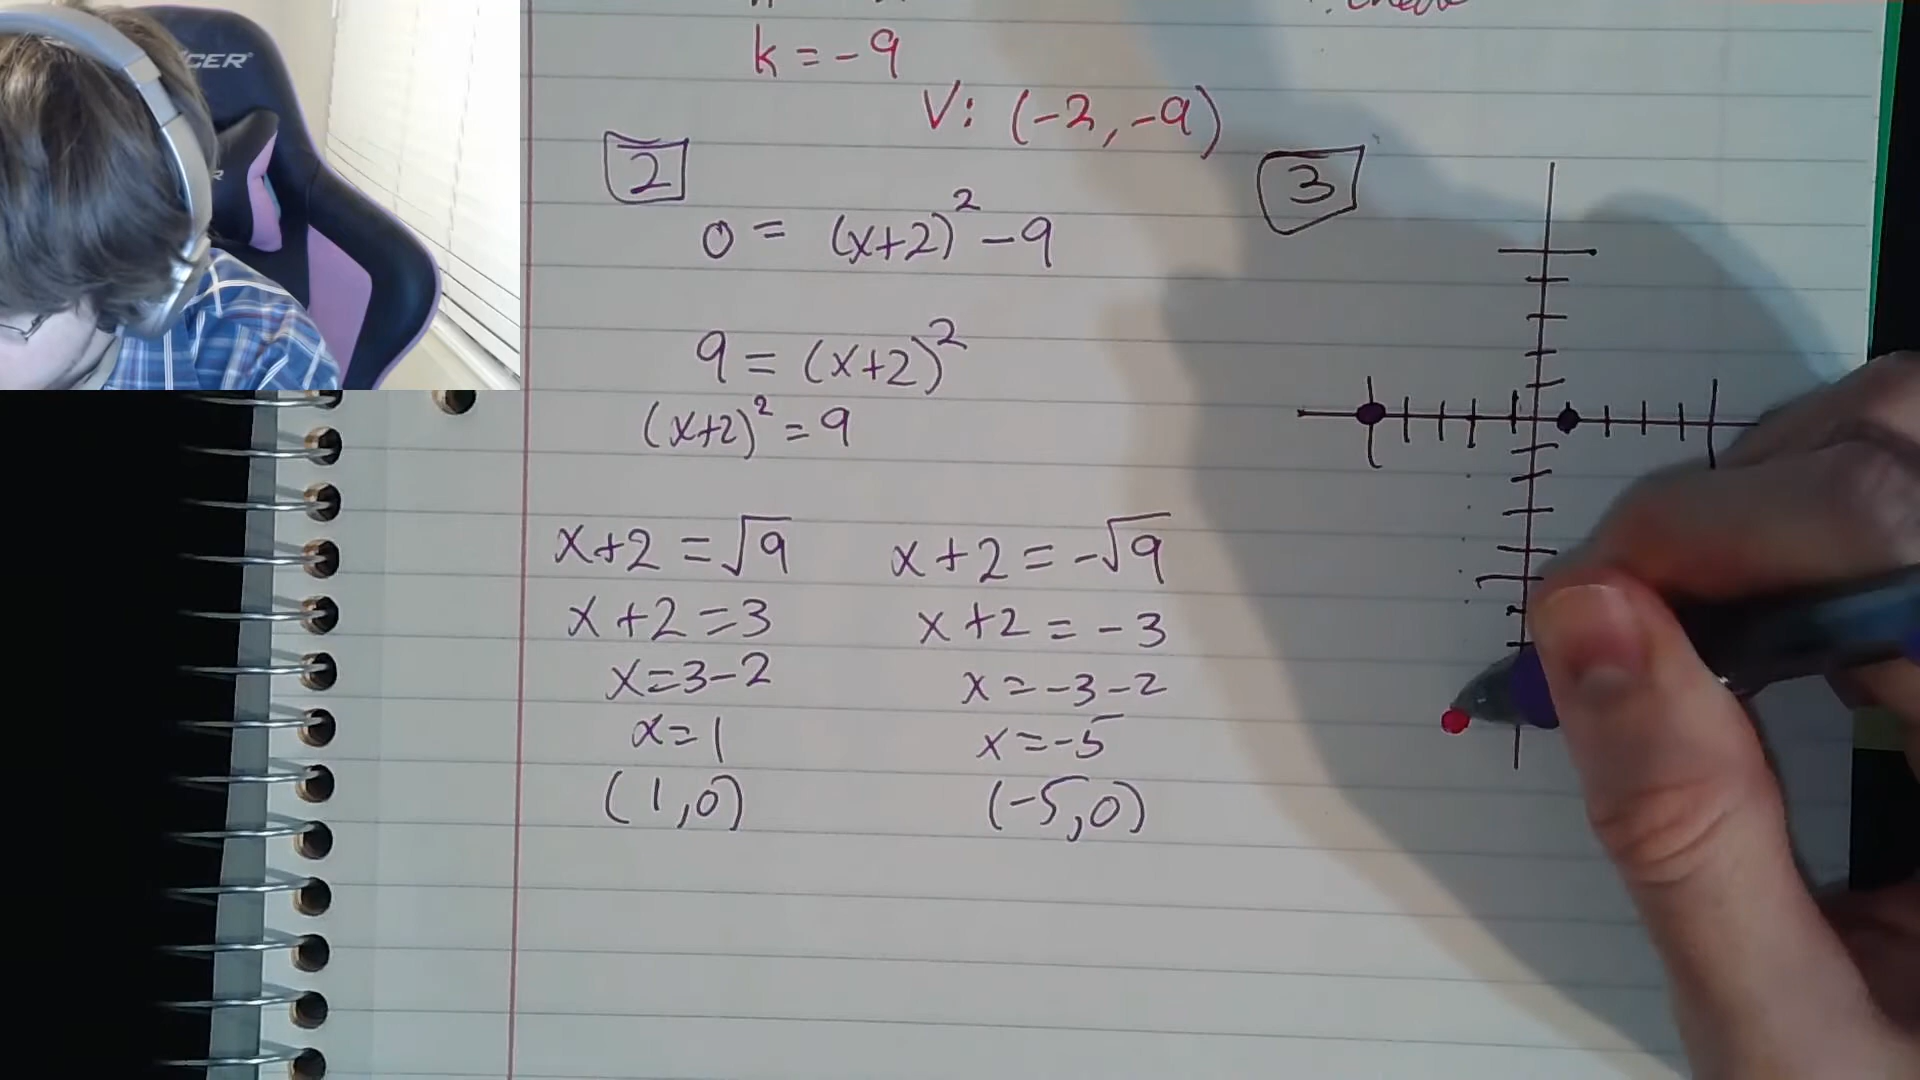 CER
k = -9
V: (-2, -9)
2
0 = (x+2)² - 9
9 = (x+2)²
(x+2)² = 9
x+2 = √9 x+2 = -√9
x+2 = 3 x+2 = -3
x = 3-2 x = -3-2
x = 1 x = -5
(1,0) (-5,0)
3